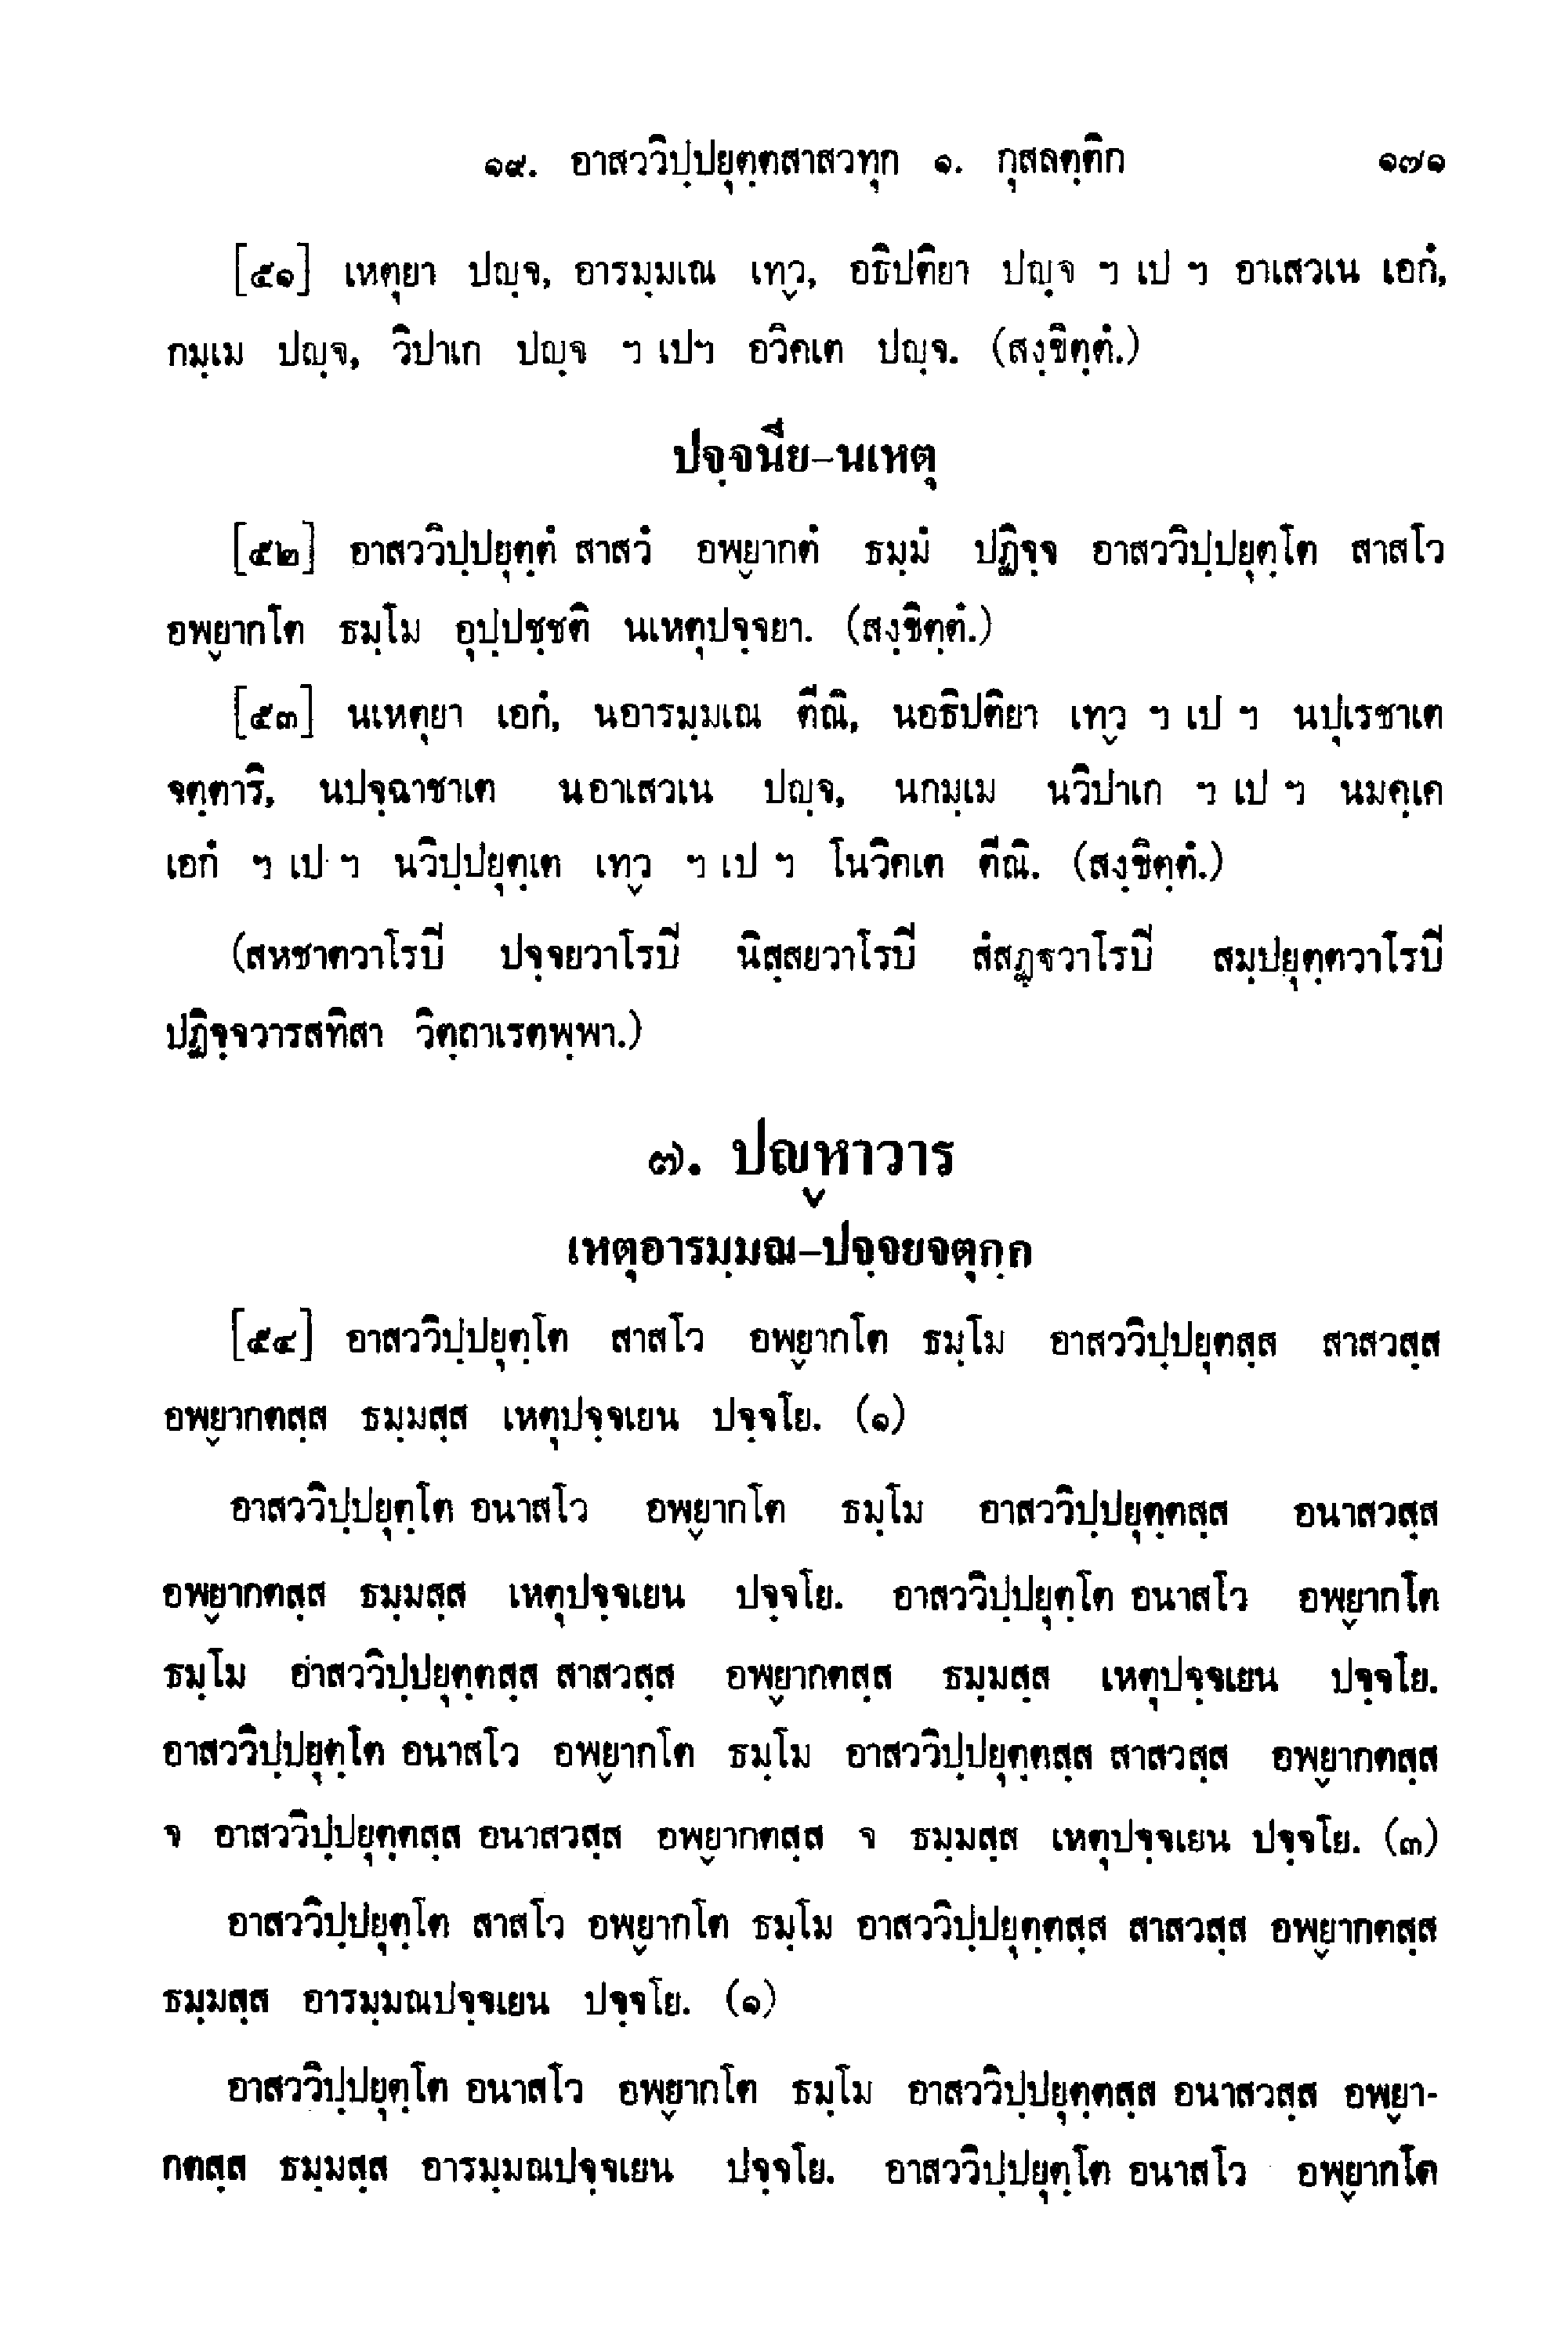 ๑๙. อาสววิปฺปยุตฺตสาสวทุก ๑. กุสลตฺติก ๑๗๑
[๕๑] เหตุยา ปญฺจ, อารมฺมเณ เทฺว, อธิปติยา ปญฺจ ฯ เป ฯ อาเสวเน เอกํ,
กมฺเม ปญฺจ, วิปาเก ปญฺจ ฯ เปฯ อวิคเต ปญฺจ. (สงฺขิตฺตํ.)
ปจฺจนีย-นเหตุ
[๕๒] อาสววิปฺปยุตฺตํ สาสวํ อพฺยากตํ ธมฺมํ ปฏิจฺจ อาสววิปฺปยุตฺโต สาสโว
อพฺยากโต ธมฺโม อุปฺปชฺชติ นเหตุปจฺจยา. (สงฺขิตฺตํ.)
[๕๓] นเหตุยา เอกํ, นอารมฺมเณ ตีณิ, นอธิปติยา เทฺว ฯ เป ฯ นปุเรชาเต
จตฺตาริ, นปจฺฉาชาเต นอาเสวเน ปญฺจ, นกมฺเม นวิปาเก ฯ เป ฯ นมคฺเค
เอกํ ฯ เป ฯ นวิปฺปยุตฺเต เทฺว ฯ เป ฯ โนวิคเต ตีณิ. (สงฺขิตฺตํ.)
(สหชาตวาโรปิ ปจฺจยวาโรปิ นิสฺสยวาโรปิ สํสฏฺฐวาโรปิ สมฺปยุตฺตวาโรปิ
ปฏิจฺจวารสทิสา วิตฺถาเรตพฺพา.)
๗. ปญฺหาวาร
เหตุอารมฺมณ-ปจฺจยจตุกฺก
[๕๔] อาสววิปฺปยุตฺโต สาสโว อพฺยากโต ธมฺโม อาสววิปฺปยุตสฺส สาสวสฺส
อพฺยากตสฺส ธมฺมสฺส เหตุปจฺจเยน ปจฺจโย. (๑)
อาสววิปฺปยุตฺโต อนาสโว อพฺยากโต ธมฺโม อาสววิปฺปยุตฺตสฺส อนาสวสฺส
อพฺยากตสฺส ธมฺมสฺส เหตุปจฺจเยน ปจฺจโย. อาสววิปฺปยุตฺโต อนาสโว อพฺยากโต
ธมฺโม อาสววิปฺปยุตฺตสฺส สาสวสฺส อพฺยากตสฺส ธมฺมสฺส เหตุปจฺจเยน ปจฺจโย.
อาสววิปฺปยุตฺโต อนาสโว อพฺยากโต ธมฺโม อาสววิปฺปยุตฺตสฺส สาสวสฺส อพฺยากตสฺส
จ อาสววิปฺปยุตฺตสฺส อนาสวสฺส อพฺยากตสฺส จ ธมฺมสฺส เหตุปจฺจเยน ปจฺจโย. (๓)
อาสววิปฺปยุตฺโต สาสโว อพฺยากโต ธมฺโม อาสววิปฺปยุตฺตสฺส สาสวสฺส อพฺยากตสฺส
ธมฺมสฺส อารมฺมณปจฺจเยน ปจฺจโย. (๑)
อาสววิปฺปยุตฺโต อนาสโว อพฺยากโต ธมฺโม อาสววิปฺปยุตฺตสฺส อนาสวสฺส อพฺยา-
กตสฺส ธมฺมสฺส อารมฺมณปจฺจเยน ปจฺจโย. อาสววิปฺปยุตฺโต อนาสโว อพฺยากโต